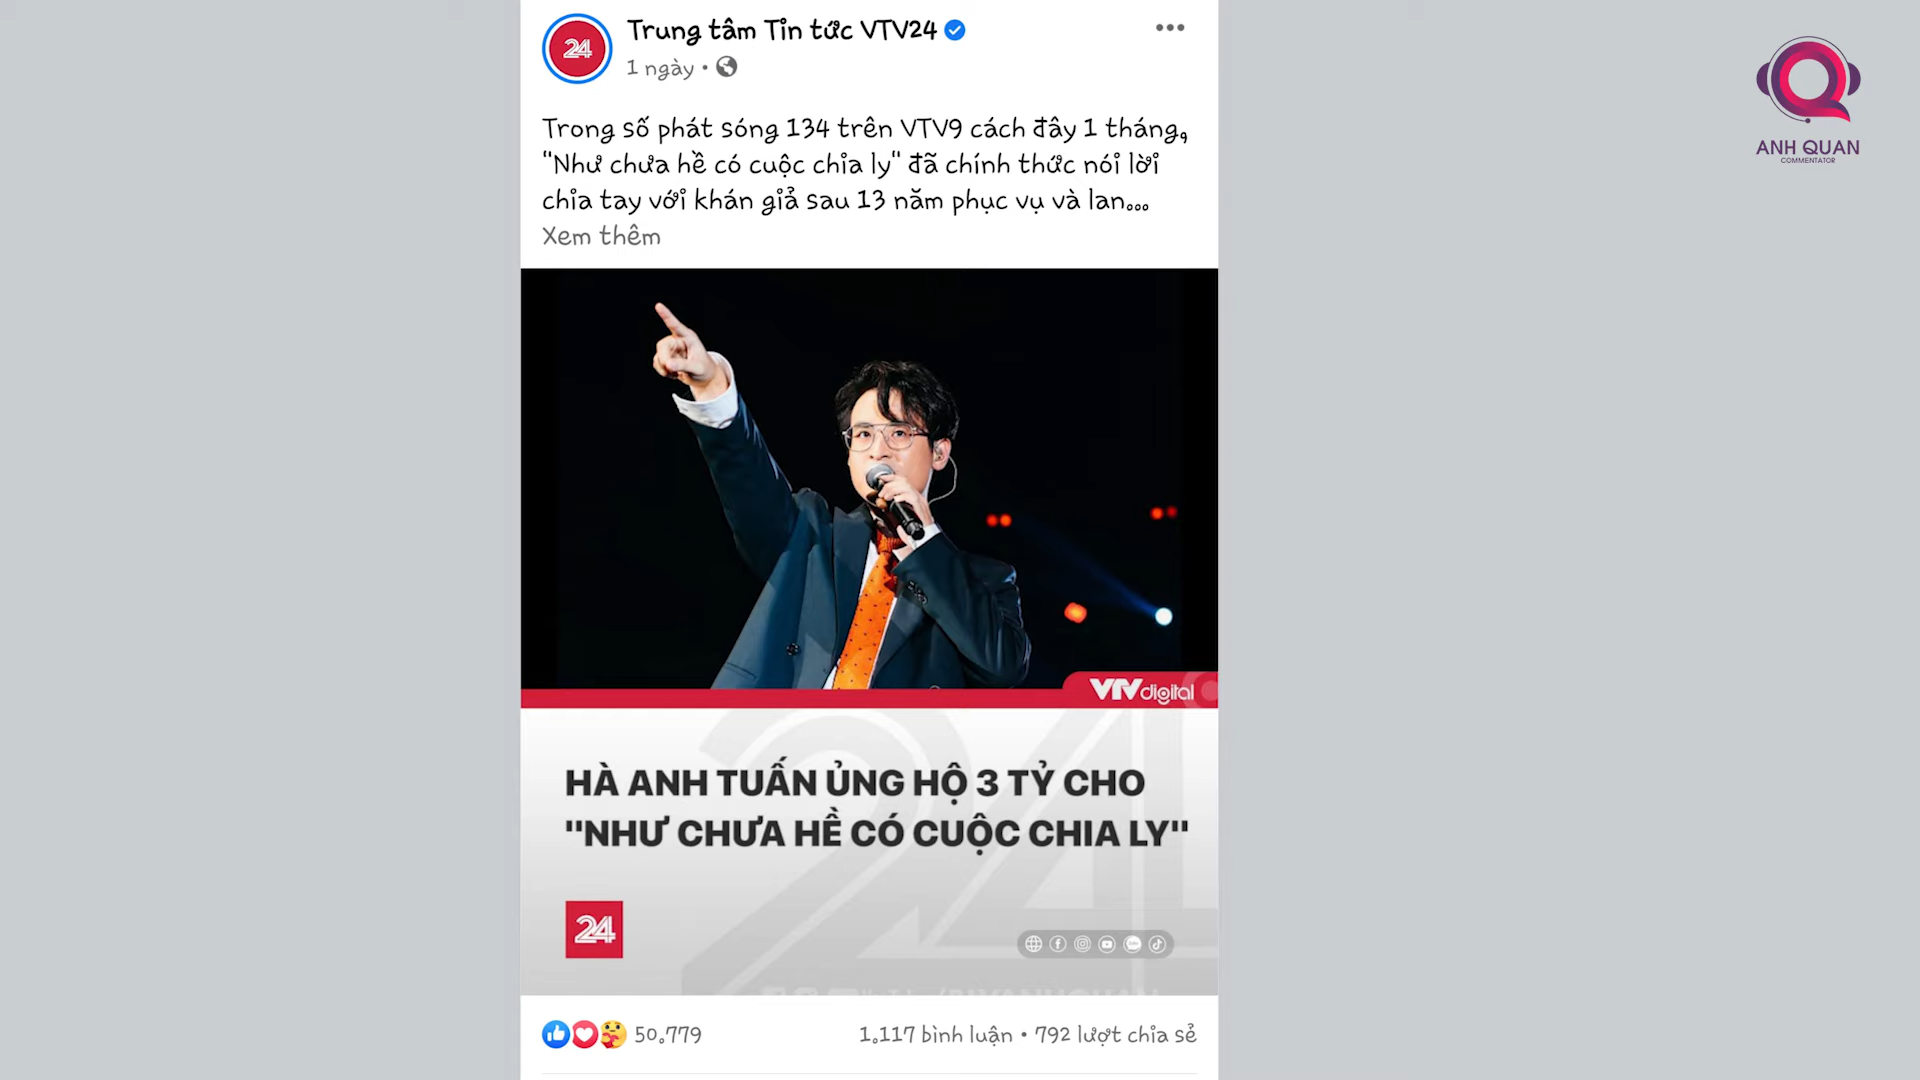 Trung tâm Tin tức VTV24
1 ngày
Trong số phát sóng 134 trên VTV9 cách đây 1 tháng,
"Như chưa hề có cuộc chia ly" đã chính thức nói lời
chia tay với khán giả sau 13 năm phục vụ và lan...
Xem thêm
VTV digital
HÀ ANH TUẤN ỦNG HỘ 3 TỶ CHO
"NHƯ CHƯA HỀ CÓ CUỘC CHIA LY"
24
50.779
1.117 bình luận • 792 lượt chia sẻ
24
ANH QUAN
COMMENTATOR